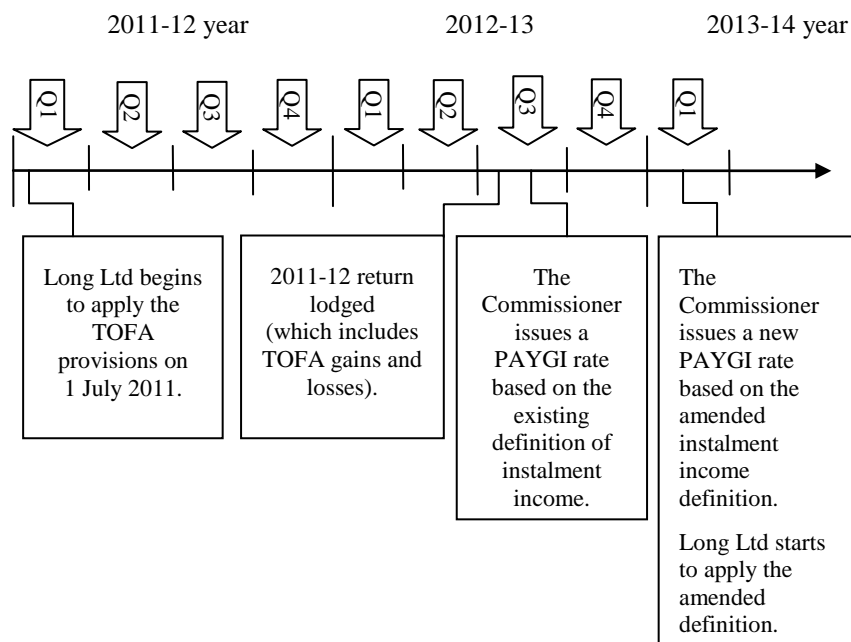 2011-12 year
2012-13
2013-14 year
Q1
Q2
Q3
Q4
Q1
Q2
Q3
Q4
Q1
Long Ltd begins
to apply the
TOFA
provisions on
1 July 2011.
2011-12 return
lodged
(which includes
TOFA gains and
losses).
The
Commissioner
issues a
PAYGI rate
based on the
existing
definition of
instalment
income.
The
Commissioner
issues a new
PAYGI rate
based on the
amended
instalment
income
definition.
Long Ltd starts
to apply the
amended
definition.